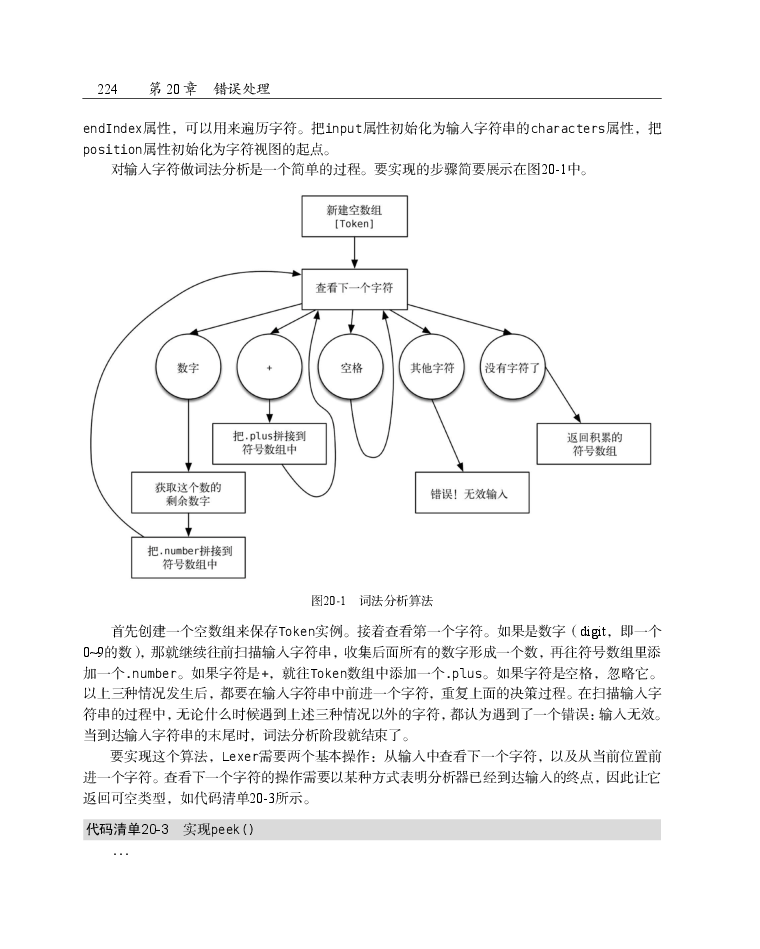 224 第 20 章 错误处理
endIndex属性，可以用来遍历字符。把input属性初始化为输入字符串的characters属性，把
position属性初始化为字符视图的起点。
对输入字符做词法分析是一个简单的过程。要实现的步骤简要展示在图20-1中。
新建空数组
[Token]
查看下一个字符
数字
+
空格
其他字符
没有字符了
把.plus拼接到
符号数组中
返回积累的
符号数组
获取这个数的
剩余数字
错误！无效输入
把.number拼接到
符号数组中
图20-1 词法分析算法
首先创建一个空数组来保存Token实例。接着查看第一个字符。如果是数字（digit，即一个
0~9的数），那就继续往前扫描输入字符串，收集后面所有的数字形成一个数，再往符号数组里添
加一个.number。如果字符是+，就往Token数组中添加一个.plus。如果字符是空格，忽略它。
以上三种情况发生后，都要在输入字符串中前进一个字符，重复上面的决策过程。在扫描输入字
符串的过程中，无论什么时候遇到上述三种情况以外的字符，都认为遇到了一个错误：输入无效。
当到达输入字符串的末尾时，词法分析阶段就结束了。
要实现这个算法，Lexer需要两个基本操作：从输入中查看下一个字符，以及从当前位置前
进一个字符。查看下一个字符的操作需要以某种方式表明分析器已经到达输入的终点，因此让它
返回可空类型，如代码清单20-3所示。
代码清单20-3 实现peek()
...